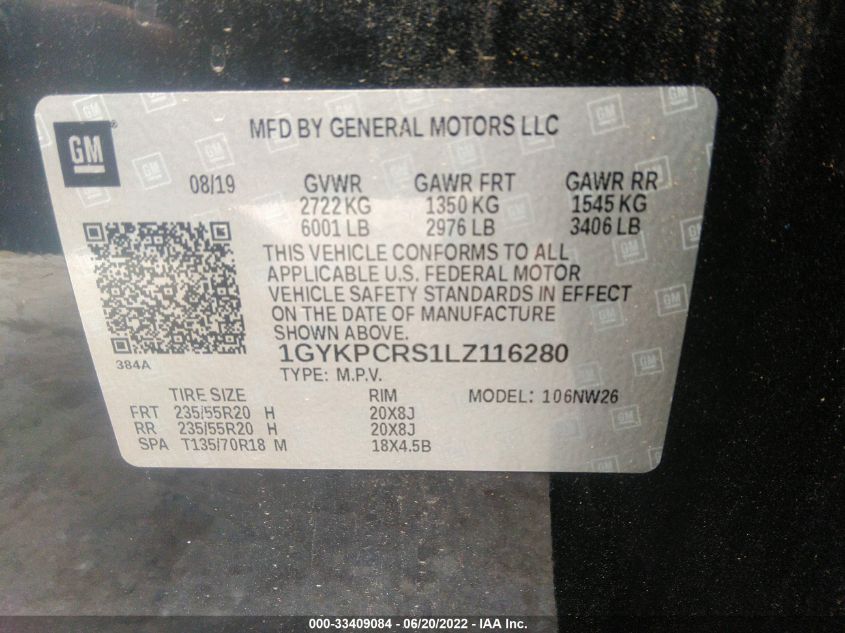 GM
MFD BY GENERAL MOTORS LLC
08/19 GVWR GAWR FRT GAWR RR
2722 KG 1350 KG 1545 KG
6001 LB 2976 LB 3406 LB
THIS VEHICLE CONFORMS TO ALL
APPLICABLE U.S. FEDERAL MOTOR
VEHICLE SAFETY STANDARDS IN EFFECT
ON THE DATE OF MANUFACTURE
SHOWN ABOVE.
384A
1GYKPCRS1LZ116280
TYPE: M.P.V.
TIRE SIZE RIM MODEL: 106NW26
FRT 235/55R20 H 20X8J
RR 235/55R20 H 20X8J
SPA T135/70R18 M 18X4.5B
000-33409084 - 06/20/2022 - IAA Inc.